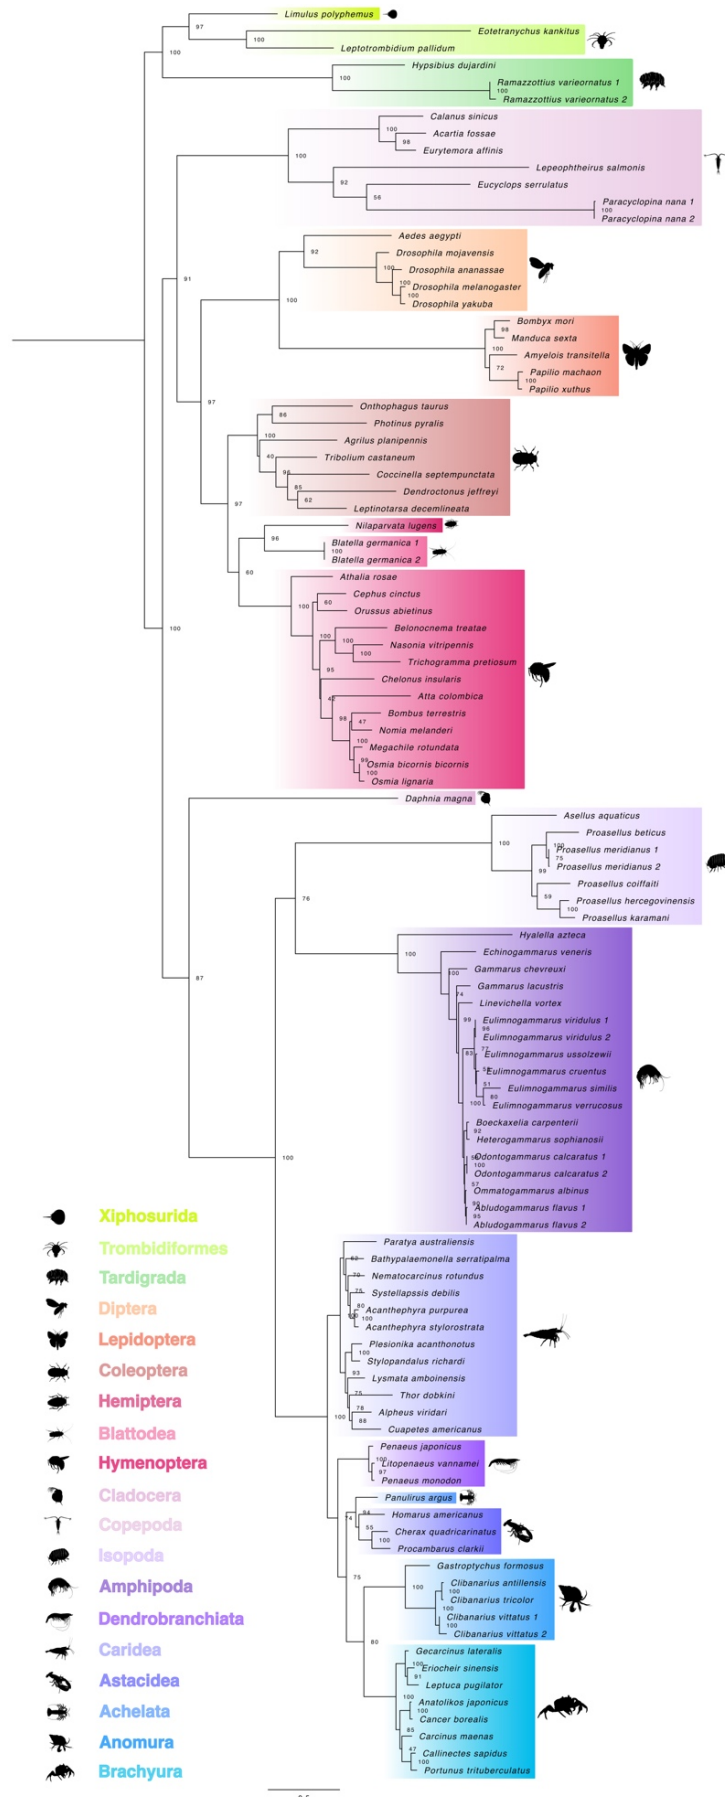 Limulus polyphemus
97
Eotetranychus kankitus
100
Leptotrombidium pallidum
100
Hypsibius dujardini
100
Ramazzottius varieornatus 1
100
Ramazzottius varieornatus 2
Calanus sinicus
100
Acartia fossae
98
Eurytemora affinis
100
Lepeophtheirus salmonis
92
Eucyclops serrulatus
56
Paracyclopina nana 1
100
Paracyclopina nana 2
Aedes aegypti
92
Drosophila mojavensis
100
Drosophila ananassae
91
100
Drosophila melanogaster
100
Drosophila yakuba
100
Bombyx mori
98
Manduca sexta
100
Amyelois transitella
72
Papilio machaon
100
Papilio xuthus
97
Onthophagus taurus
86
Photinus pyralis
100
Agrilus planipennis
40
Tribolium castaneum
96
Coccinella septempunctata
85
Dendroctonus jeffreyi
62
97
Leptinotarsa decemlineata
Nilaparvata lugens
96
Blatella germanica 1
100
Blatella germanica 2
60
Athalia rosae
Cephus cinctus
100
60
Orussus abietinus
100
Belonocnema treatae
100
Nasonia vitripennis
100
Trichogramma pretiosum
95
Chelonus insularis
42
Atta colombica
Bombus terrestris
98
47
Nomia melanderi
100
Megachile rotundata
99
Osmia bicornis bicornis
100
Osmia lignaria
100
Daphnia magna
Asellus aquaticus
Proasellus beticus
100
100
Proasellus meridianus 1
75
Proasellus meridianus 2
99
Proasellus coiffaiti
59
76
Proasellus hercegovinensis
100
Proasellus karamani
Hyalella azteca
100
Echinogammarus veneris
100
Gammarus chevreuxi
87
Gammarus lacustris
74
Linevichella vortex
99
Eulimnogammarus viridulus 1
96
Eulimnogammarus viridulus 2
77
83
Eulimnogammarus ussolzewii
Eulimnogammarus cruentus
51
Eulimnogammarus similis
80
100
Eulimnogammarus verrucosus
Boeckaxelia carpenterii
92
Heterogammarus sophianosii
100
Odontogammarus calcaratus 1
100
Odontogammarus calcaratus 2
57
Ommatogammarus albinus
Abludogammarus flavus 1
95
Abludogammarus flavus 2
Xiphosurida
Trombidiformes
Tardigrada
Diptera
Lepidoptera
Coleoptera
Hemiptera
Blattodea
Hymenoptera
Cladocera
Copepoda
Isopoda
Amphipoda
Dendrobranchiata
Caridea
Astacidea
Achelata
Anomura
Brachyura
Paratya australiensis
62
Bathypalaemonella serratipalma
70
Nematocarcinus rotundus
75
Systellapssis debilis
80
Acanthephyra purpurea
100
100
Acanthephyra stylorostrata
Plesionika acanthonotus
100
Stylopandalus richardi
93
Lysmata amboinensis
75
Thor dobkini
78
Alpheus viridari
100
88
Cuapetes americanus
Penaeus japonicus
100
Litopenaeus vannamei
97
Penaeus monodon
Panulirus argus
94
74
Homarus americanus
55
Cherax quadricarinatus
100
Procambarus clarkii
75
Gastroptychus formosus
100
Clibanarius antillensis
100
Clibanarius tricolor
100
Clibanarius vittatus 1
100
Clibanarius vittatus 2
80
Gecarcinus lateralis
100
Eriocheir sinensis
91
Leptuca pugilator
100
Anatolikos japonicus
100
Cancer borealis
85
Carcinus maenas
47
Callinectes sapidus
100
Portunus trituberculatus